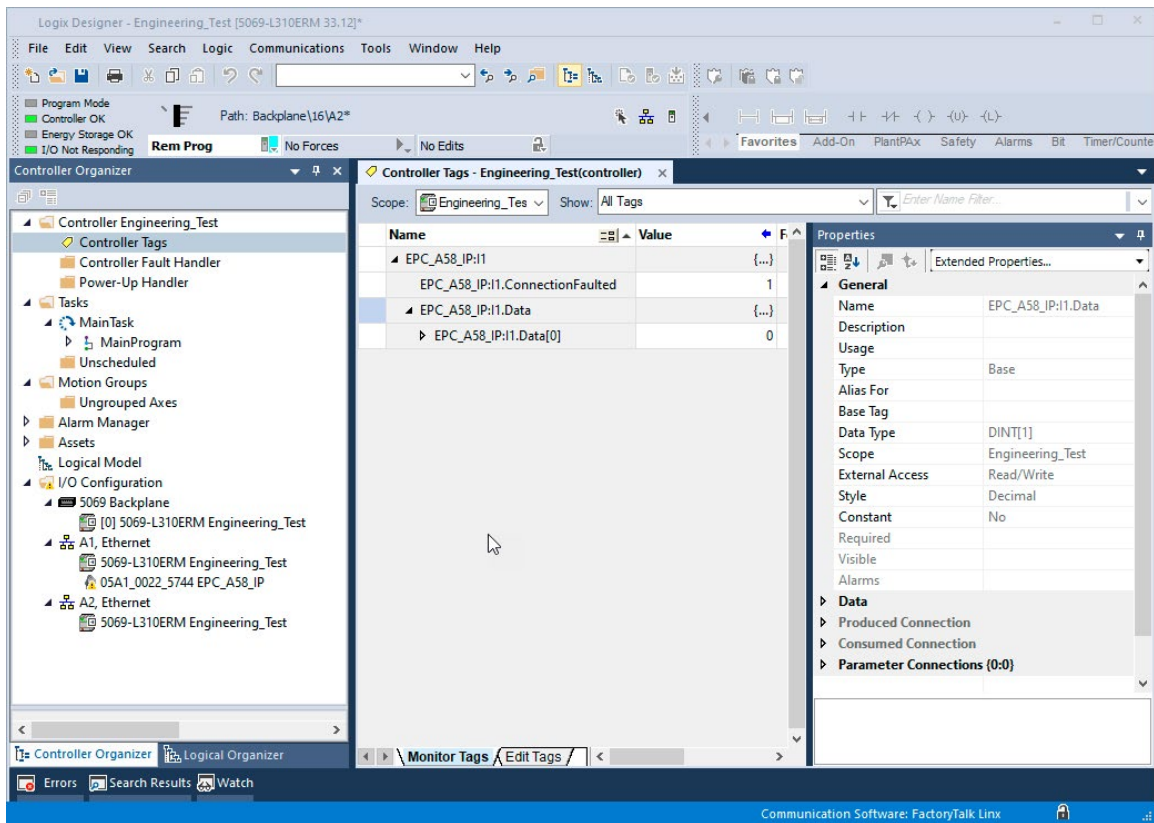 Logix Designer - Engineering_Test [5069-L310ERM 33.12]*
File Edit View Search Logic Communications Tools Window Help
Program Mode
Controller OK
Energy Storage OK
I/O Not Responding
Path: Backplane\16\A2*
Rem Prog No Forces No Edits
Favorites Add-On PlantPAx Safety Alarms Bit Timer/Counte
Controller Organizer
Controller Engineering_Test
Controller Tags
Controller Fault Handler
Power-Up Handler
Tasks
MainTask
MainProgram
Unscheduled
Motion Groups
Ungrouped Axes
Alarm Manager
Assets
Logical Model
I/O Configuration
5069 Backplane
[0] 5069-L310ERM Engineering_Test
A1, Ethernet
5069-L310ERM Engineering_Test
05A1_0022_5744 EPC_A58_IP
A2, Ethernet
5069-L310ERM Engineering_Test
Controller Organizer Logical Organizer
Controller Tags - Engineering_Test(controller)
Scope: Engineering_Tes Show: All Tags Enter Name Filter...
Name Value
EPC_A58_IP:I1 {...}
EPC_A58_IP:I1.ConnectionFaulted 1
EPC_A58_IP:I1.Data {...}
EPC_A58_IP:I1.Data[0] 0
Monitor Tags Edit Tags
Properties
Extended Properties...
General
Name EPC_A58_IP:I1.Data
Description
Usage
Type Base
Alias For
Base Tag
Data Type DINT[1]
Scope Engineering_Test
External Access Read/Write
Style Decimal
Constant No
Required
Visible
Alarms
Data
Produced Connection
Consumed Connection
Parameter Connections {0:0}
Errors Search Results Watch
Communication Software: FactoryTalk Linx